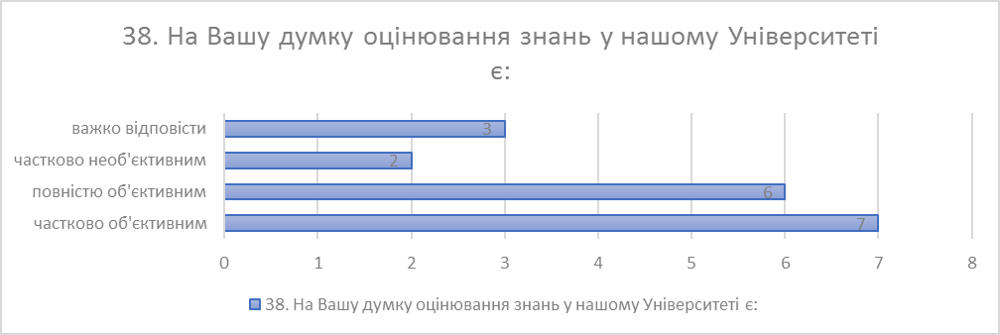 38. На Вашу думку оцінювання знань у нашому Університеті
є:
важко відповісти
3
частково необ'єктивним
2
повністю об'єктивним
6
частково об'єктивним
7
0 1 2 3 4 5 6 7 8
38. На Вашу думку оцінювання знань у нашому Університеті є: